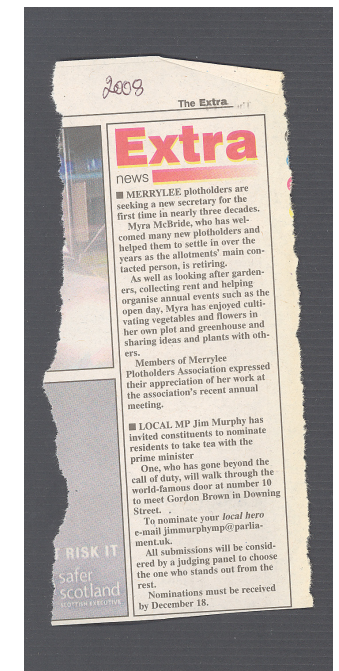 2008
The Extra
Extra
news
■ MERRYLEE plotholders are
seeking a new secretary for the
first time in nearly three decades.
Myra McBride, who has wel-
comed many new plotholders and
helped them to settle in over the
years as the allotments' main con-
tacted person, is retiring.
As well as looking after garden-
ers, collecting rent and helping
organise annual events such as the
open day, Myra has enjoyed culti-
vating vegetables and flowers in
her own plot and greenhouse and
sharing ideas and plants with oth-
ers.
Members of Merrylee
Plotholders Association expressed
their appreciation of her work at
the association's recent annual
meeting.
■ LOCAL MP Jim Murphy has
invited constituents to nominate
residents to take tea with the
prime minister
One, who has gone beyond the
call of duty, will walk through the
world-famous door at number 10
to meet Gordon Brown in Downing
Street. .
To nominate your local hero
e-mail jimmurphymp@parlia-
ment.uk.
All submissions will be consid-
ered by a judging panel to choose
the one who stands out from the
rest.
Nominations must be received
by December 18.
RISK IT
safer
scotland
SCOTTISH EXECUTIVE